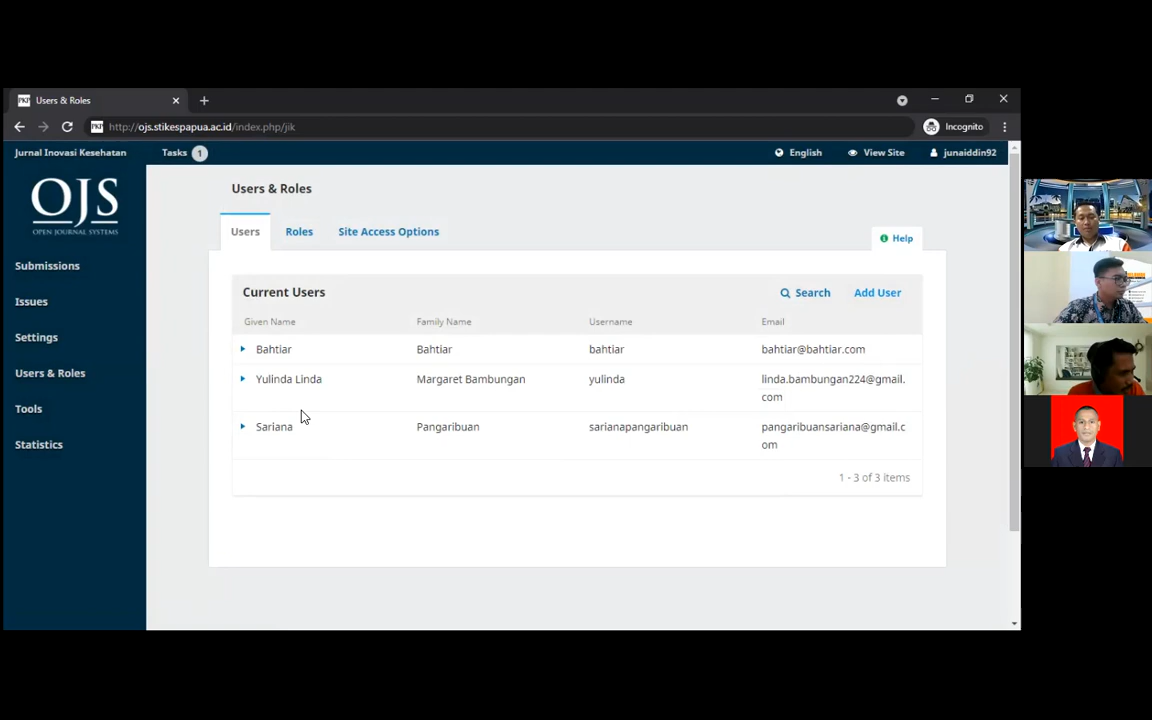 Users & Roles
http://ojs.stikespapua.ac.id/index.php/jik
Incognito
Jurnal Inovasi Kesehatan
Tasks 1
English
View Site
junaiddin92
OJS
OPEN JOURNAL SYSTEMS
Submissions
Issues
Settings
Users & Roles
Tools
Statistics
Users & Roles
Users
Roles
Site Access Options
Help
Current Users
Search
Add User
Given Name Family Name Username Email
Bahtiar Bahtiar bahtiar bahtiar@bahtiar.com
Yulinda Linda Margaret Bambungan yulinda linda.bambungan224@gmail.
com
Sariana Pangaribuan sarianapangaribuan pangaribuansariana@gmail.c
om
1 - 3 of 3 items